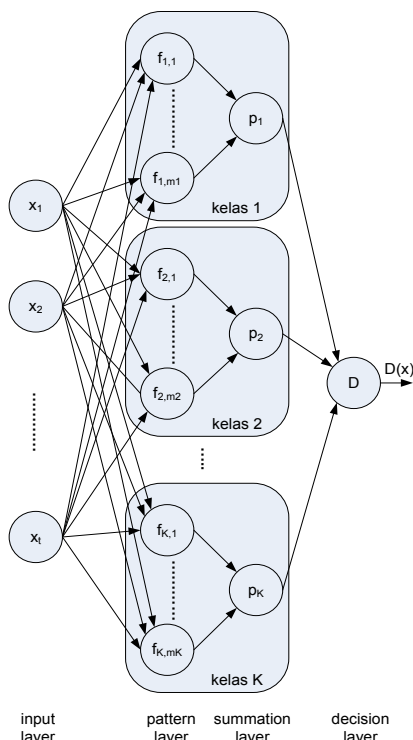 f1,1
p1
f1,m1
kelas 1
x1
x2
f2,1
p2
f2,m2
kelas 2
D
D(x)
xt
fK,1
pK
fK,mK
kelas K
input layer
pattern layer
summation layer
decision layer